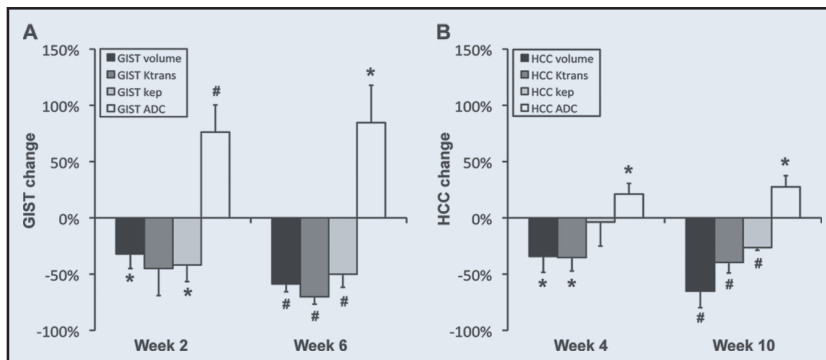 A
GIST change
150%
100%
50%
0%
-50%
-100%
GIST volume
GIST Ktrans
GIST kep
GIST ADC
*
#
*
#
#
#
*
Week 2
Week 6
B
HCC change
150%
100%
50%
0%
-50%
-100%
HCC volume
HCC Ktrans
HCC kep
HCC ADC
*
*
*
#
#
#
*
Week 4
Week 10